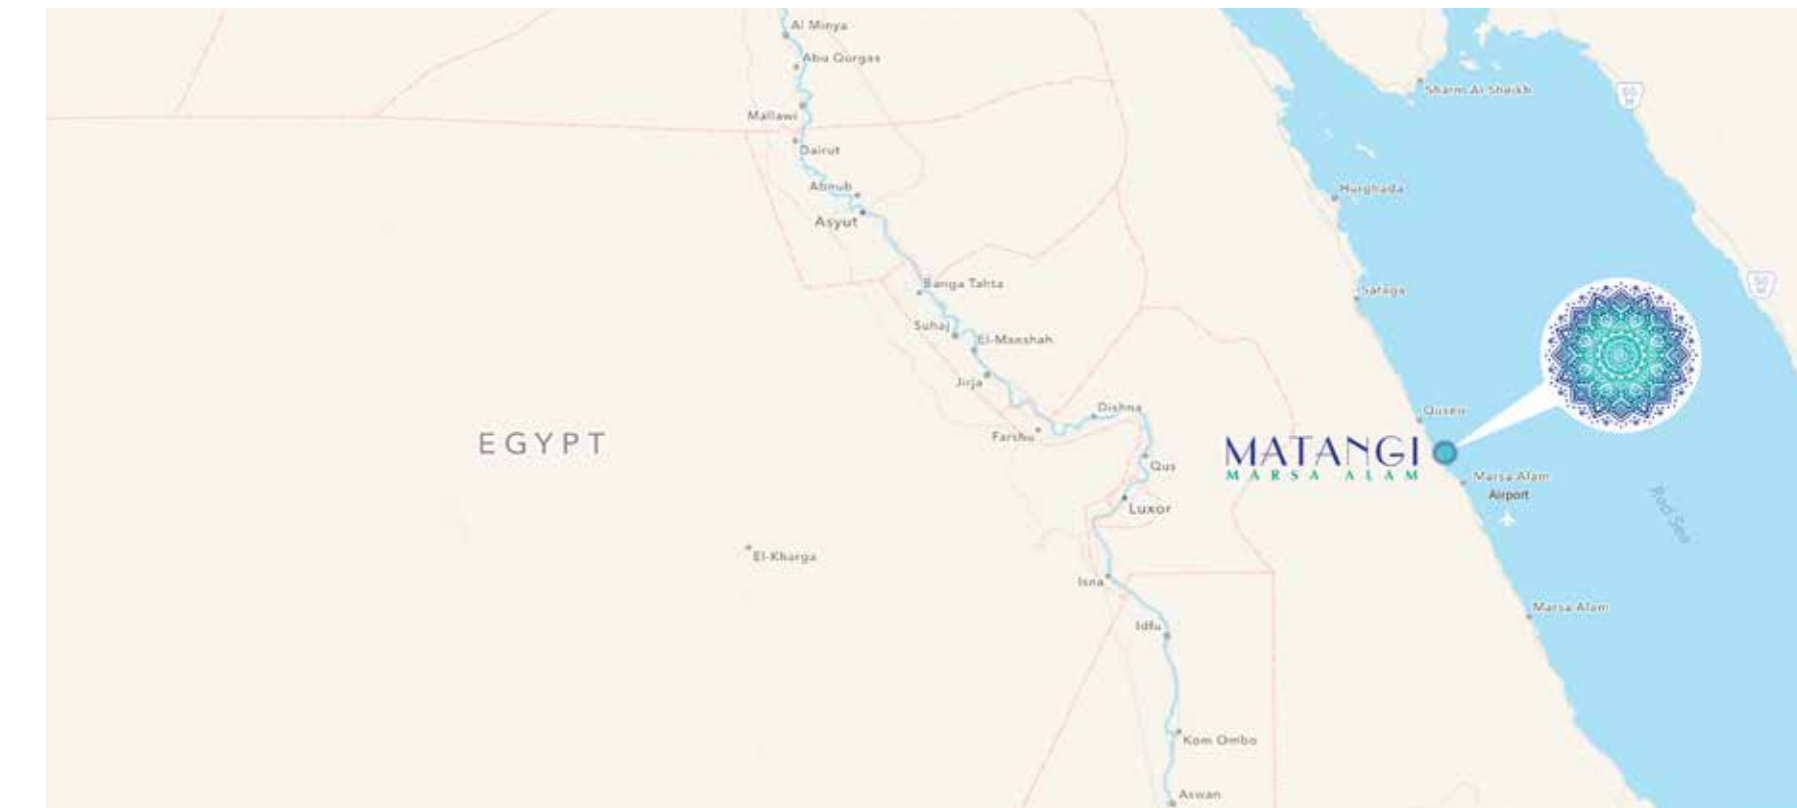 Al Minya
Abu Qurgas
Sharm Al-Sheikh
Mallawi
Dairut
Abnub
Hurghada
Asyut
Banga Tahta
Safaga
Suhaj
El-Manshah
Jirja
Dishna
Farshu
EGYPT
MATANGI
MARSA ALAM
Qus
Marsa Alam
Airport
Luxor
Red Sea
El-Kharga
Isna
Marsa Alam
Idfu
Kom Ombo
Aswan